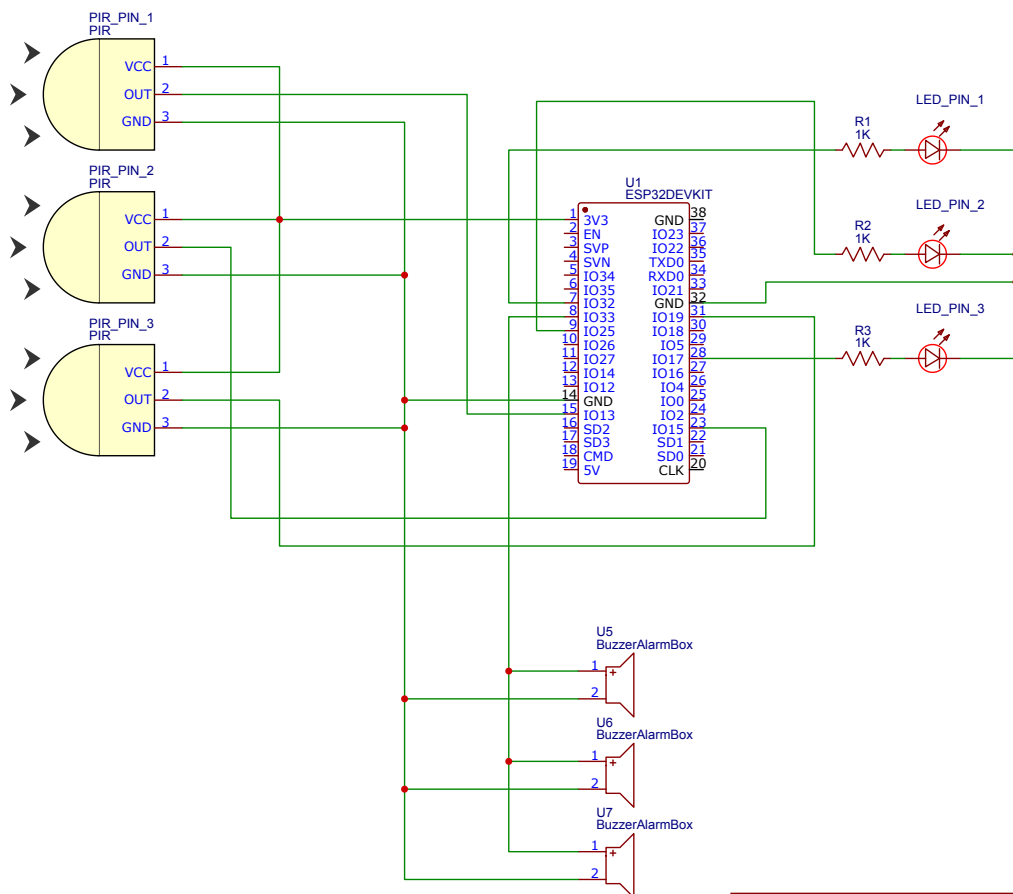 PIR_PIN_1
PIR
VCC 1
OUT 2
GND 3
PIR_PIN_2
PIR
VCC 1
OUT 2
GND 3
PIR_PIN_3
PIR
VCC 1
OUT 2
GND 3
U1
ESP32DEVKIT
1 3V3 GND 38
2 EN IO23 37
3 SVP IO22 36
4 SVN TXD0 35
5 IO34 RXD0 34
6 IO35 IO21 33
7 IO32 GND 32
8 IO33 IO19 31
9 IO25 IO18 30
10 IO26 IO5 29
11 IO27 IO17 28
12 IO14 IO16 27
13 IO12 IO4 26
14 GND IO0 25
15 IO13 IO2 24
16 SD2 IO15 23
17 SD3 SD1 22
18 CMD SD0 21
19 5V CLK 20
LED_PIN_1
R1
1K
LED_PIN_2
R2
1K
LED_PIN_3
R3
1K
U5
BuzzerAlarmBox
1 +
2
U6
BuzzerAlarmBox
1 +
2
U7
BuzzerAlarmBox
1 +
2